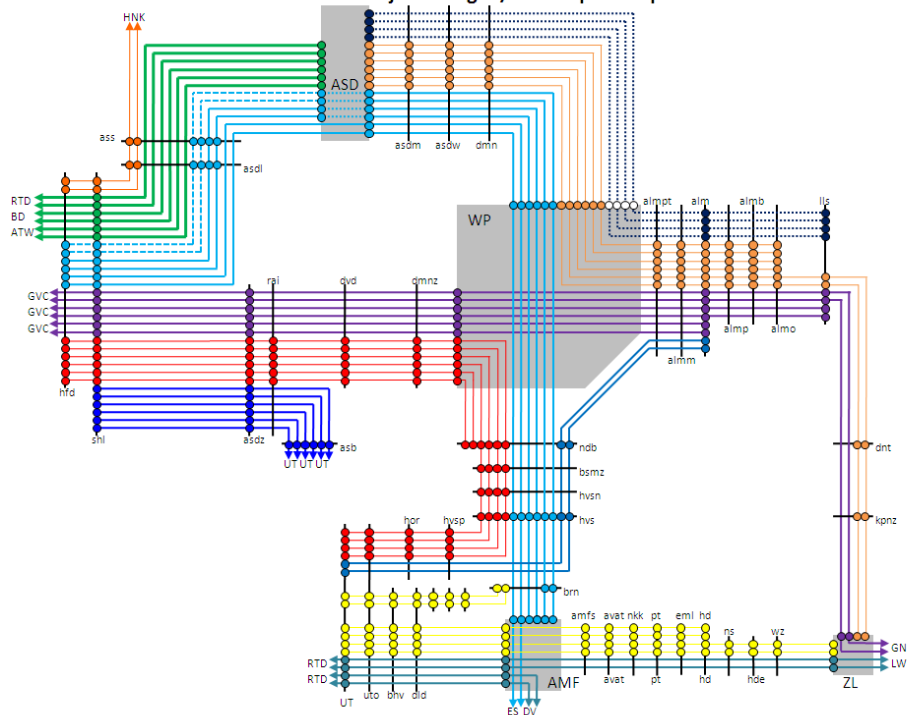 HNK
ASD
ass
asdm
asdw
dmn
asdl
RTD
BD
ATW
WP
almpt
alm
almb
lls
GVC
GVC
GVC
rai
dvd
dmnz
almp
almo
almm
hfd
shl
asdz
asb
UT UT UT
ndb
dnt
bsmz
hvsn
hvs
kpnz
hor
hvsp
brn
amfs
avat
nkk
pt
eml
hd
ns
wz
GN
RTD
LW
RTD
uto
bhv
dld
AMF
avat
pt
hd
hde
ZL
UT
ES
DV